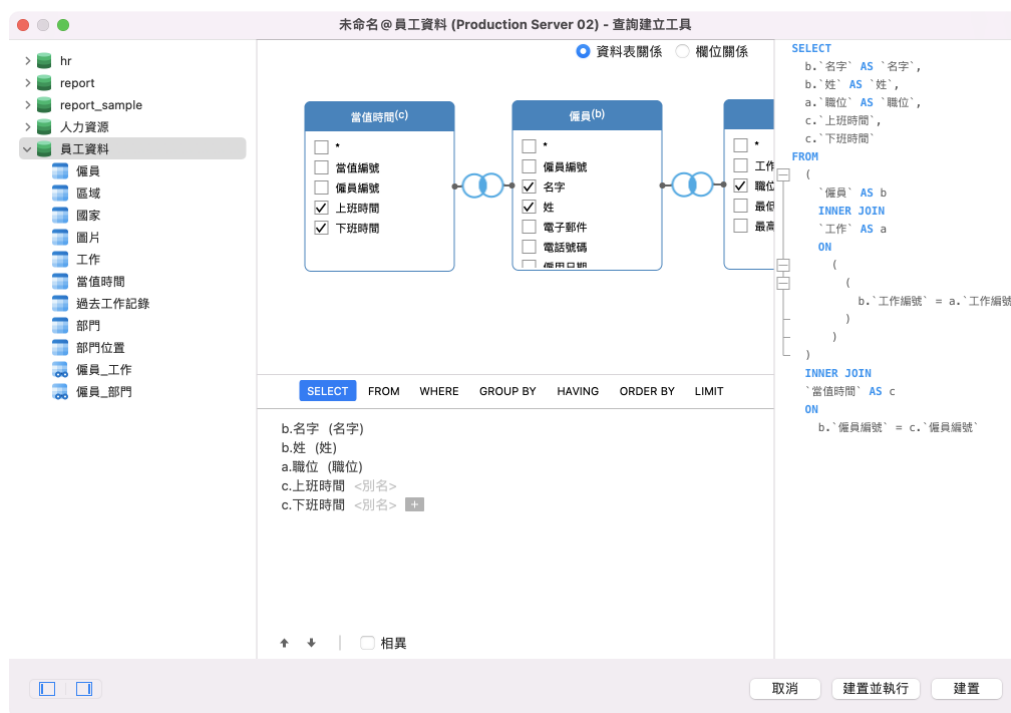 未命名@員工資料 (Production Server 02) - 查詢建立工具
hr
report
report_sample
人力資源
員工資料
僱員
區域
國家
圖片
工作
當值時間
過去工作記錄
部門
部門位置
僱員_工作
僱員_部門
資料表關係
欄位關係
當值時間(c)
*
當值編號
僱員編號
上班時間
下班時間
僱員(b)
*
僱員編號
名字
姓
電子郵件
電話號碼
僱用日期
*
工作
職位
最低
最高
SELECT FROM WHERE GROUP BY HAVING ORDER BY LIMIT
b.名字 (名字)
b.姓 (姓)
a.職位 (職位)
c.上班時間 <別名>
c.下班時間 <別名> +
相異
SELECT
b.`名字` AS `名字`,
b.`姓` AS `姓`,
a.`職位` AS `職位`,
c.`上班時間`,
c.`下班時間`
FROM
(
`僱員` AS b
INNER JOIN
`工作` AS a
ON
(
(
b.`工作編號` = a.`工作編號
)
)
)
INNER JOIN
`當值時間` AS c
ON
b.`僱員編號` = c.`僱員編號`
取消
建置並執行
建置